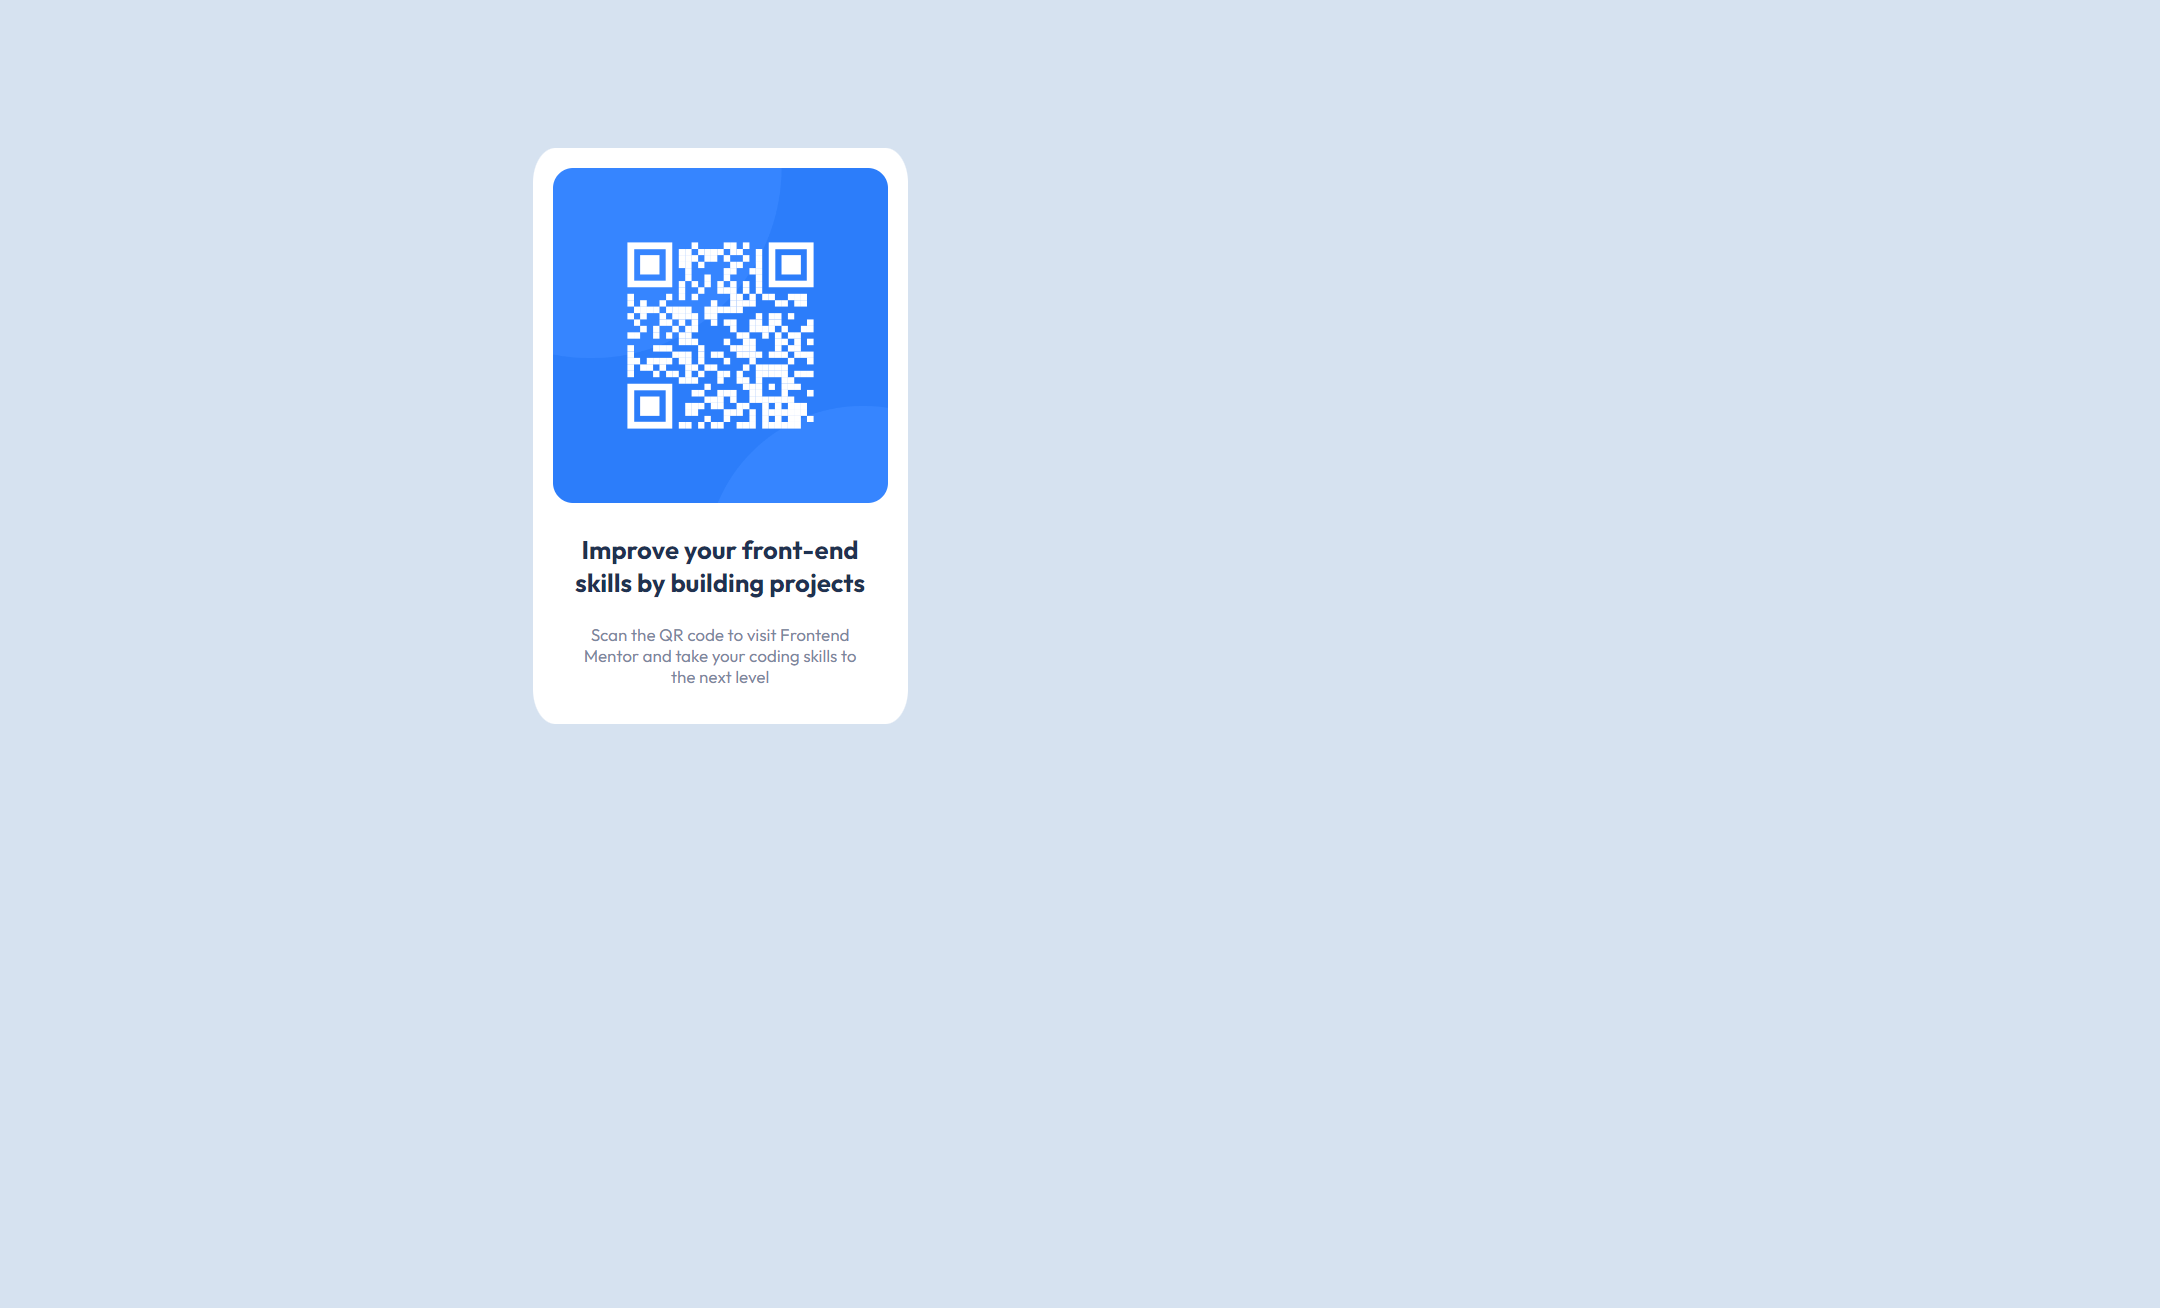 Improve your front-end
skills by building projects
Scan the QR code to visit Frontend
Mentor and take your coding skills to
the next level